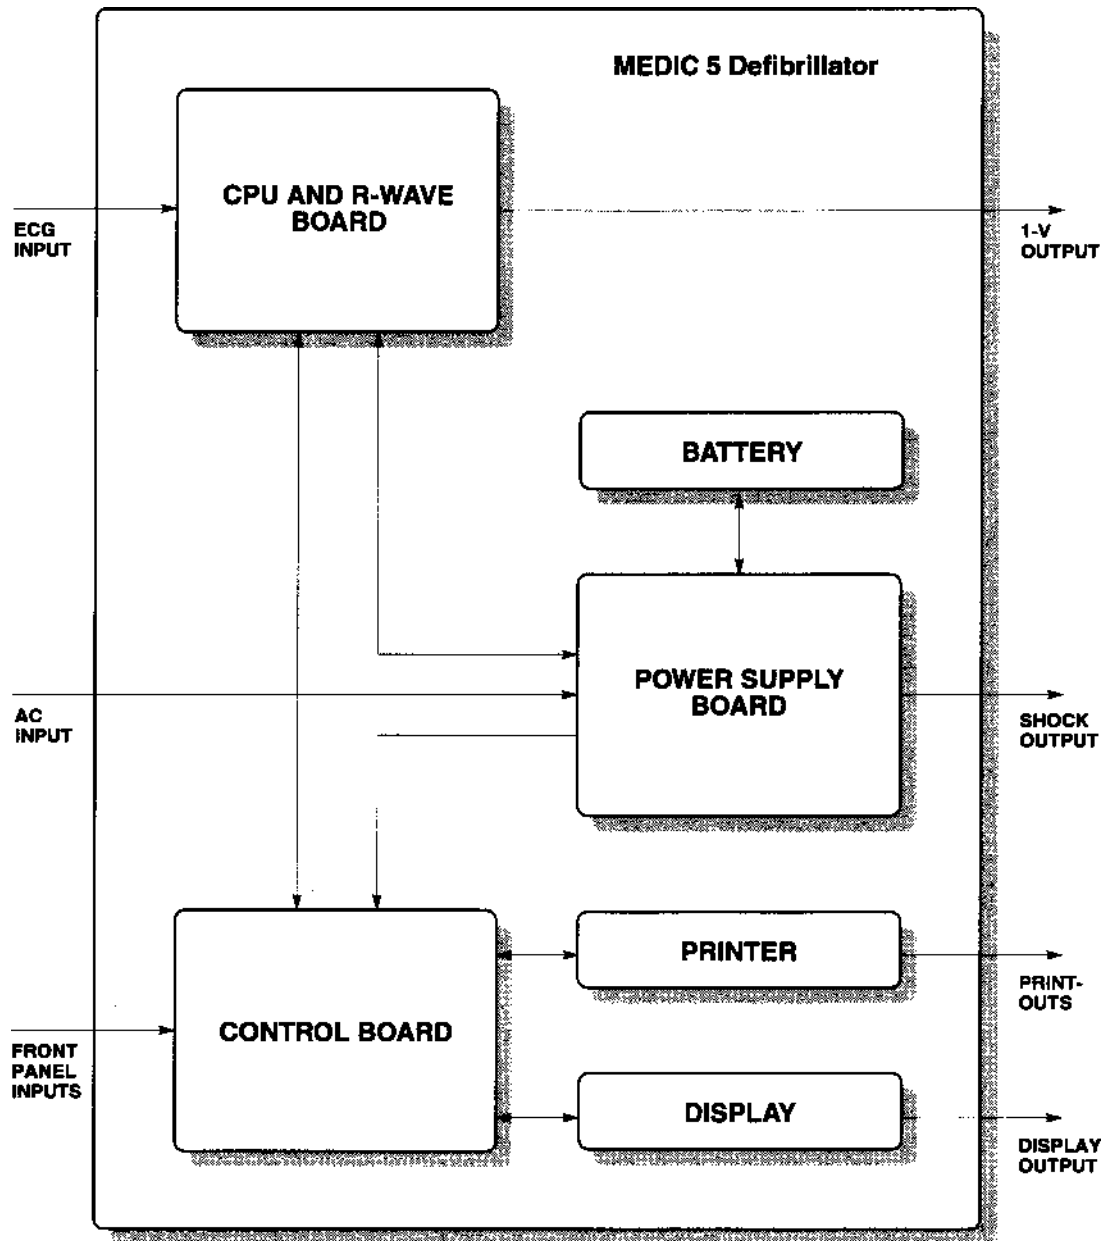 MEDIC 5 Defibrillator
CPU AND R-WAVE
BOARD
ECG
INPUT
1-V
OUTPUT
BATTERY
POWER SUPPLY
BOARD
AC
INPUT
SHOCK
OUTPUT
PRINTER
PRINT-
OUTS
CONTROL BOARD
FRONT
PANEL
INPUTS
DISPLAY
DISPLAY
OUTPUT